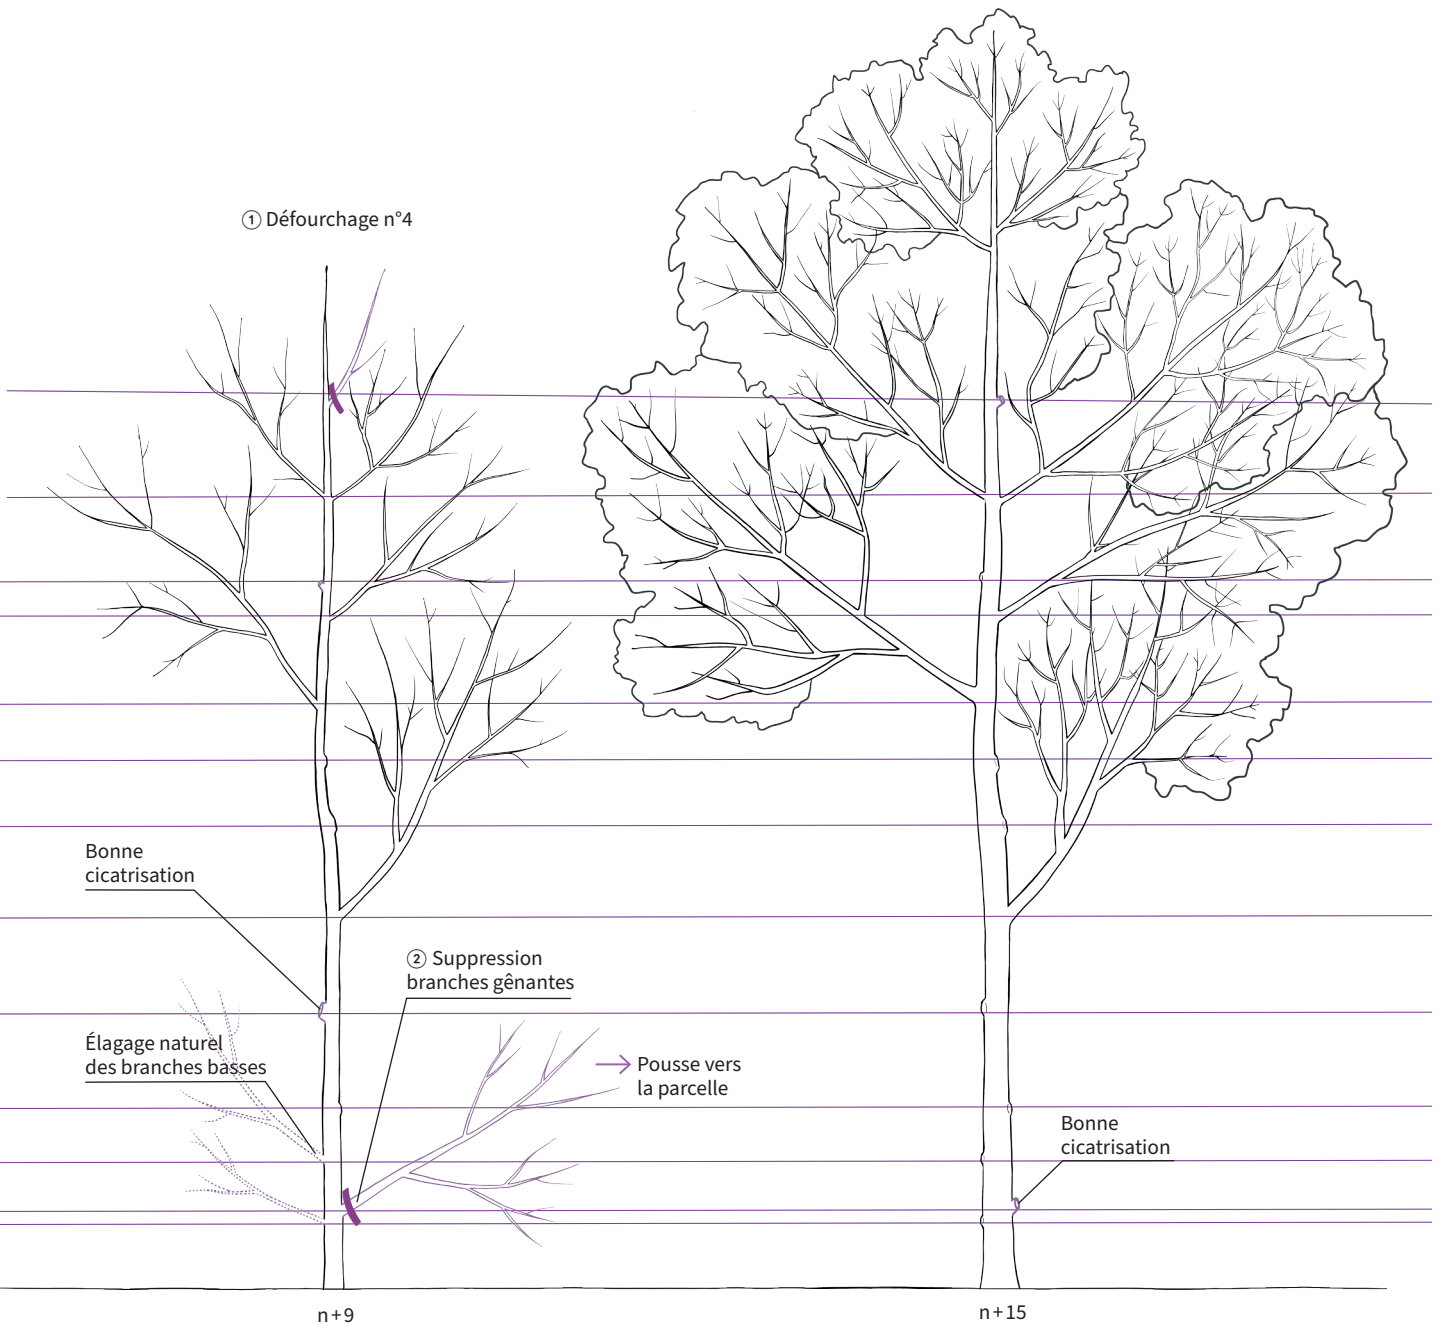 ① Défourchage n°4
Bonne
cicatrisation
② Suppression
branches gênantes
Élagage naturel
des branches basses
Pousse vers
la parcelle
Bonne
cicatrisation
n+9
n+15